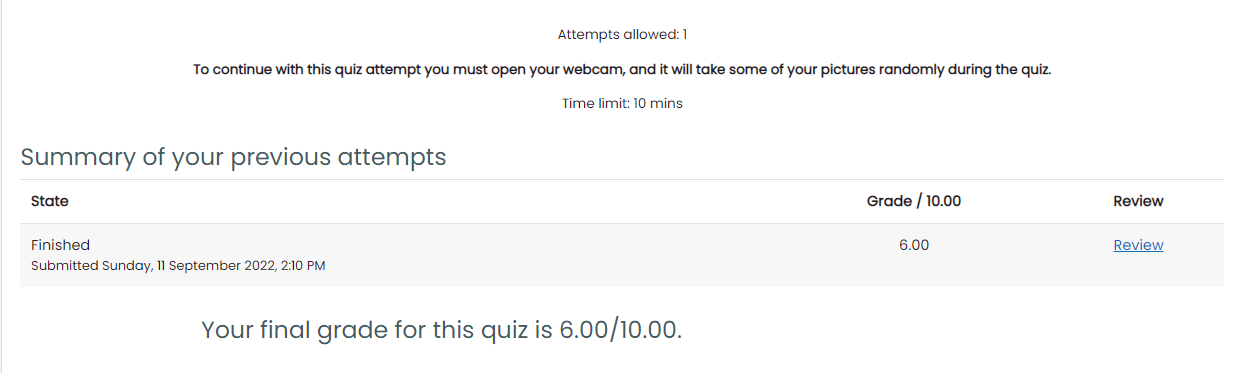 Attempts allowed: 1
To continue with this quiz attempt you must open your webcam, and it will take some of your pictures randomly during the quiz.
Time limit: 10 mins
Summary of your previous attempts
State Grade / 10.00 Review
Finished 6.00 Review
Submitted Sunday, 11 September 2022, 2:10 PM
Your final grade for this quiz is 6.00/10.00.